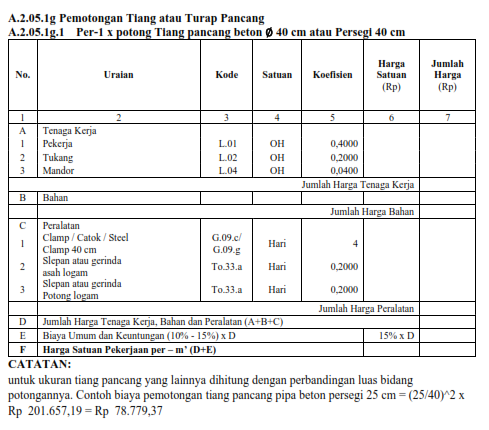 A.2.05.1g Pemotongan Tiang atau Turap Pancang
A.2.05.1g.1 Per-1 x potong Tiang pancang beton Ø 40 cm atau Persegi 40 cm
No. Uraian Kode Satuan Koefisien Harga Satuan (Rp) Jumlah Harga (Rp)
1 2 3 4 5 6 7
A Tenaga Kerja
1 Pekerja L.01 OH 0,4000
2 Tukang L.02 OH 0,2000
3 Mandor L.04 OH 0,0400
Jumlah Harga Tenaga Kerja
B Bahan
Jumlah Harga Bahan
C Peralatan
1 Clamp / Catok / Steel Clamp 40 cm G.09.c/ G.09.g Hari 4
2 Slepan atau gerinda asah logam To.33.a Hari 0,2000
3 Slepan atau gerinda Potong logam To.33.a Hari 0,2000
Jumlah Harga Peralatan
D Jumlah Harga Tenaga Kerja, Bahan dan Peralatan (A+B+C)
E Biaya Umum dan Keuntungan (10% - 15%) x D 15% x D
F Harga Satuan Pekerjaan per – m' (D+E)
CATATAN:
untuk ukuran tiang pancang yang lainnya dihitung dengan perbandingan luas bidang
potongannya. Contoh biaya pemotongan tiang pancang pipa beton persegi 25 cm = (25/40)^2 x
Rp 201.657,19 = Rp 78.779,37